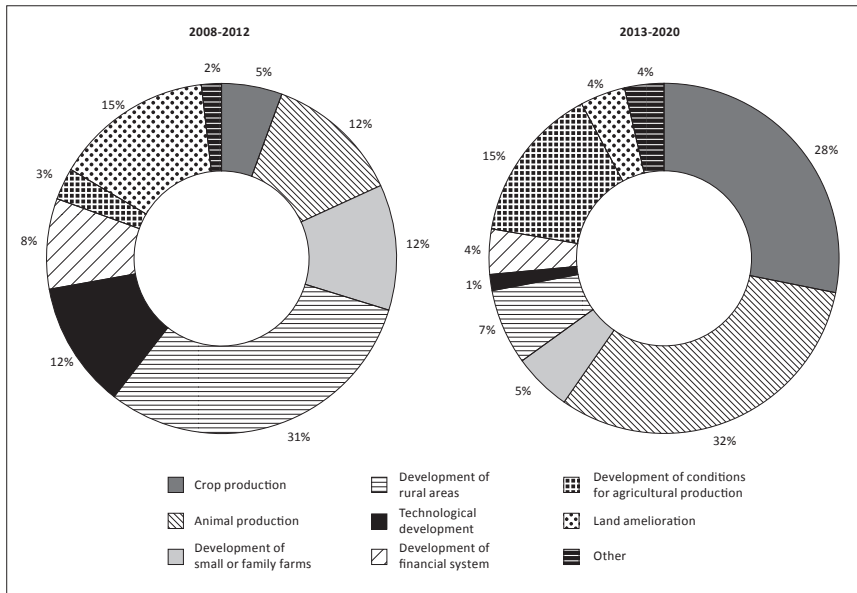 2008-2012
2%
5%
12%
12%
31%
12%
8%
3%
15%
2013-2020
4%
28%
32%
5%
7%
1%
4%
15%
4%
Crop production
Animal production
Development of
small or family farms
Development of
rural areas
Technological
development
Development of
financial system
Development of conditions
for agricultural production
Land amelioration
Other